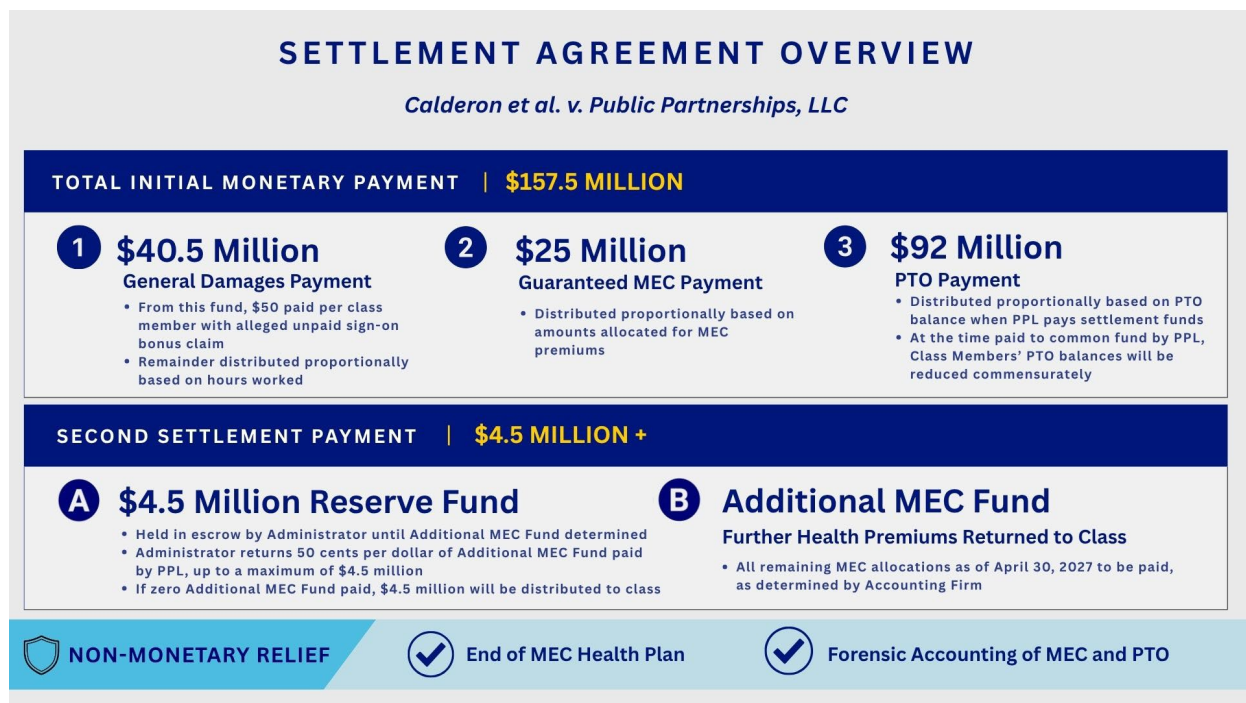 SETTLEMENT AGREEMENT OVERVIEW
Calderon et al. v. Public Partnerships, LLC
TOTAL INITIAL MONETARY PAYMENT | $157.5 MILLION
1
$40.5 Million
General Damages Payment
• From this fund, $50 paid per class
member with alleged unpaid sign-on
bonus claim
• Remainder distributed proportionally
based on hours worked
2
$25 Million
Guaranteed MEC Payment
• Distributed proportionally based on
amounts allocated for MEC
premiums
3
$92 Million
PTO Payment
• Distributed proportionally based on PTO
balance when PPL pays settlement funds
• At the time paid to common fund by PPL,
Class Members’ PTO balances will be
reduced commensurately
SECOND SETTLEMENT PAYMENT | $4.5 MILLION +
A
$4.5 Million Reserve Fund
• Held in escrow by Administrator until Additional MEC Fund determined
• Administrator returns 50 cents per dollar of Additional MEC Fund paid
by PPL, up to a maximum of $4.5 million
• If zero Additional MEC Fund paid, $4.5 million will be distributed to class
B
Additional MEC Fund
Further Health Premiums Returned to Class
• All remaining MEC allocations as of April 30, 2027 to be paid,
as determined by Accounting Firm
NON-MONETARY RELIEF
End of MEC Health Plan
Forensic Accounting of MEC and PTO